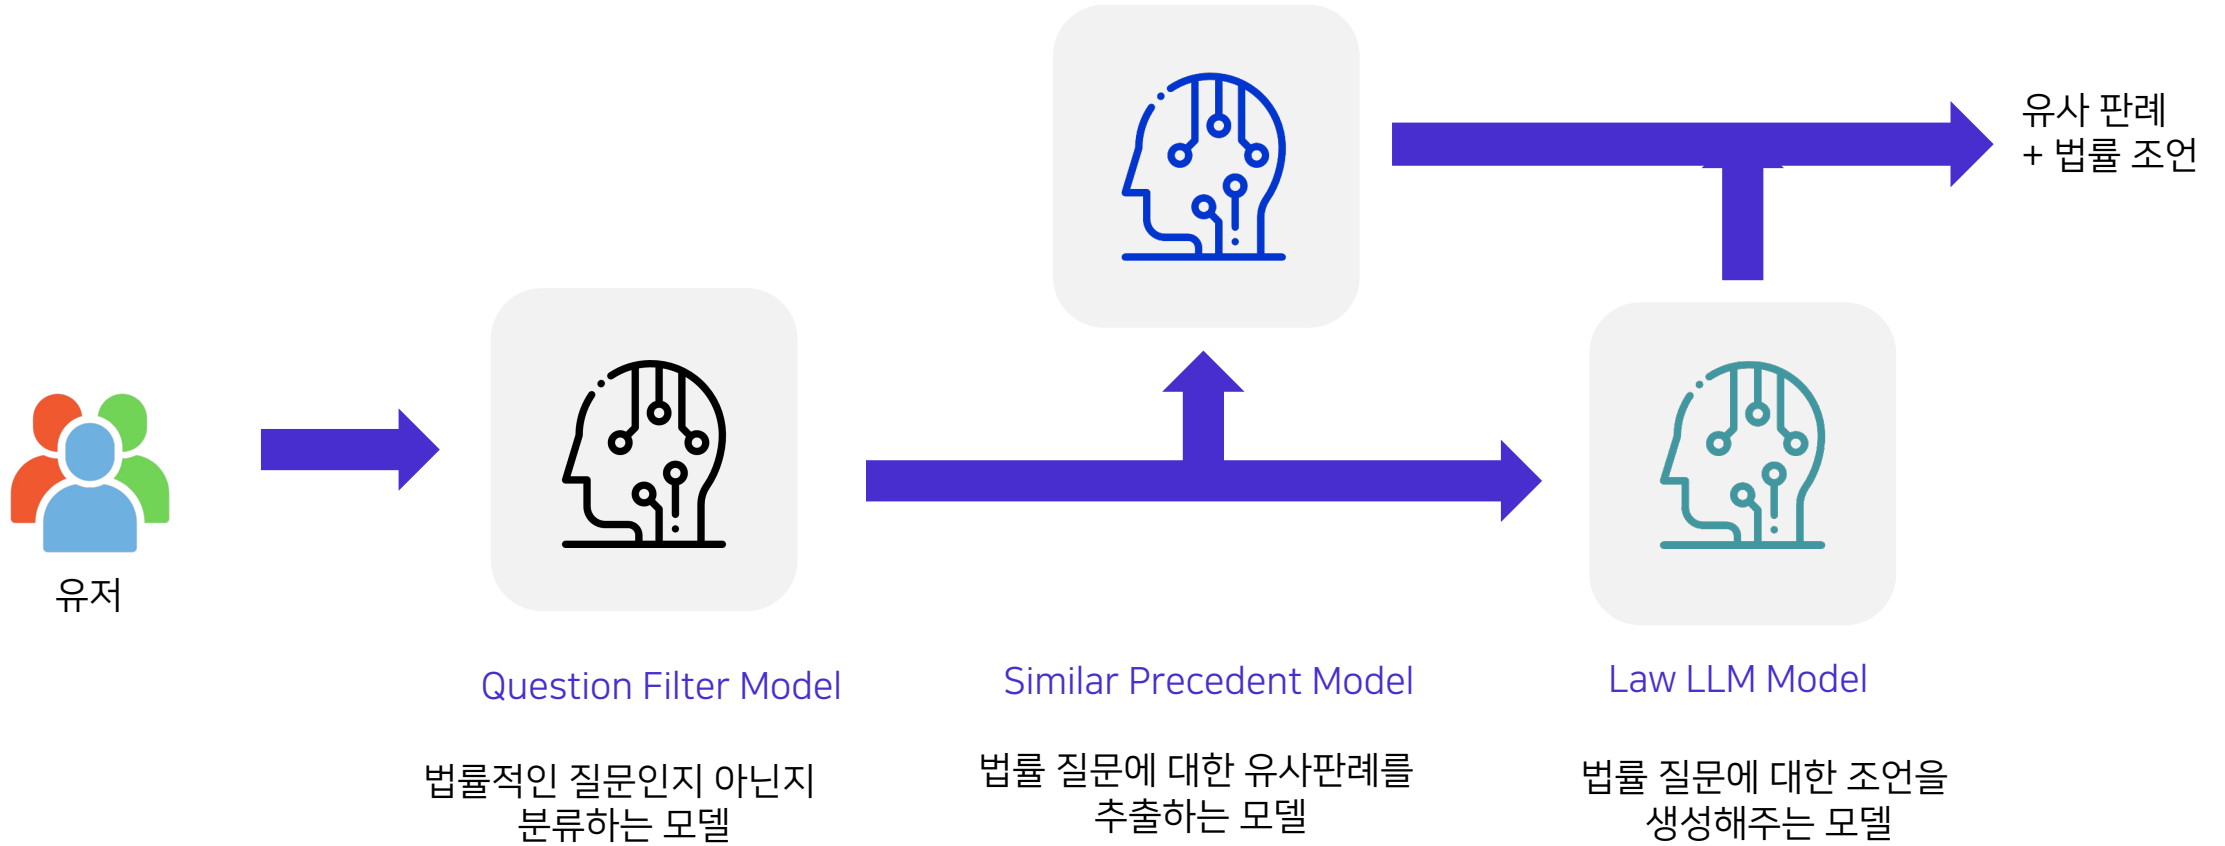 유사 판례
+ 법률 조언
유저
Question Filter Model
법률적인 질문인지 아닌지
분류하는 모델
Similar Precedent Model
법률 질문에 대한 유사판례를
추출하는 모델
Law LLM Model
법률 질문에 대한 조언을
생성해주는 모델